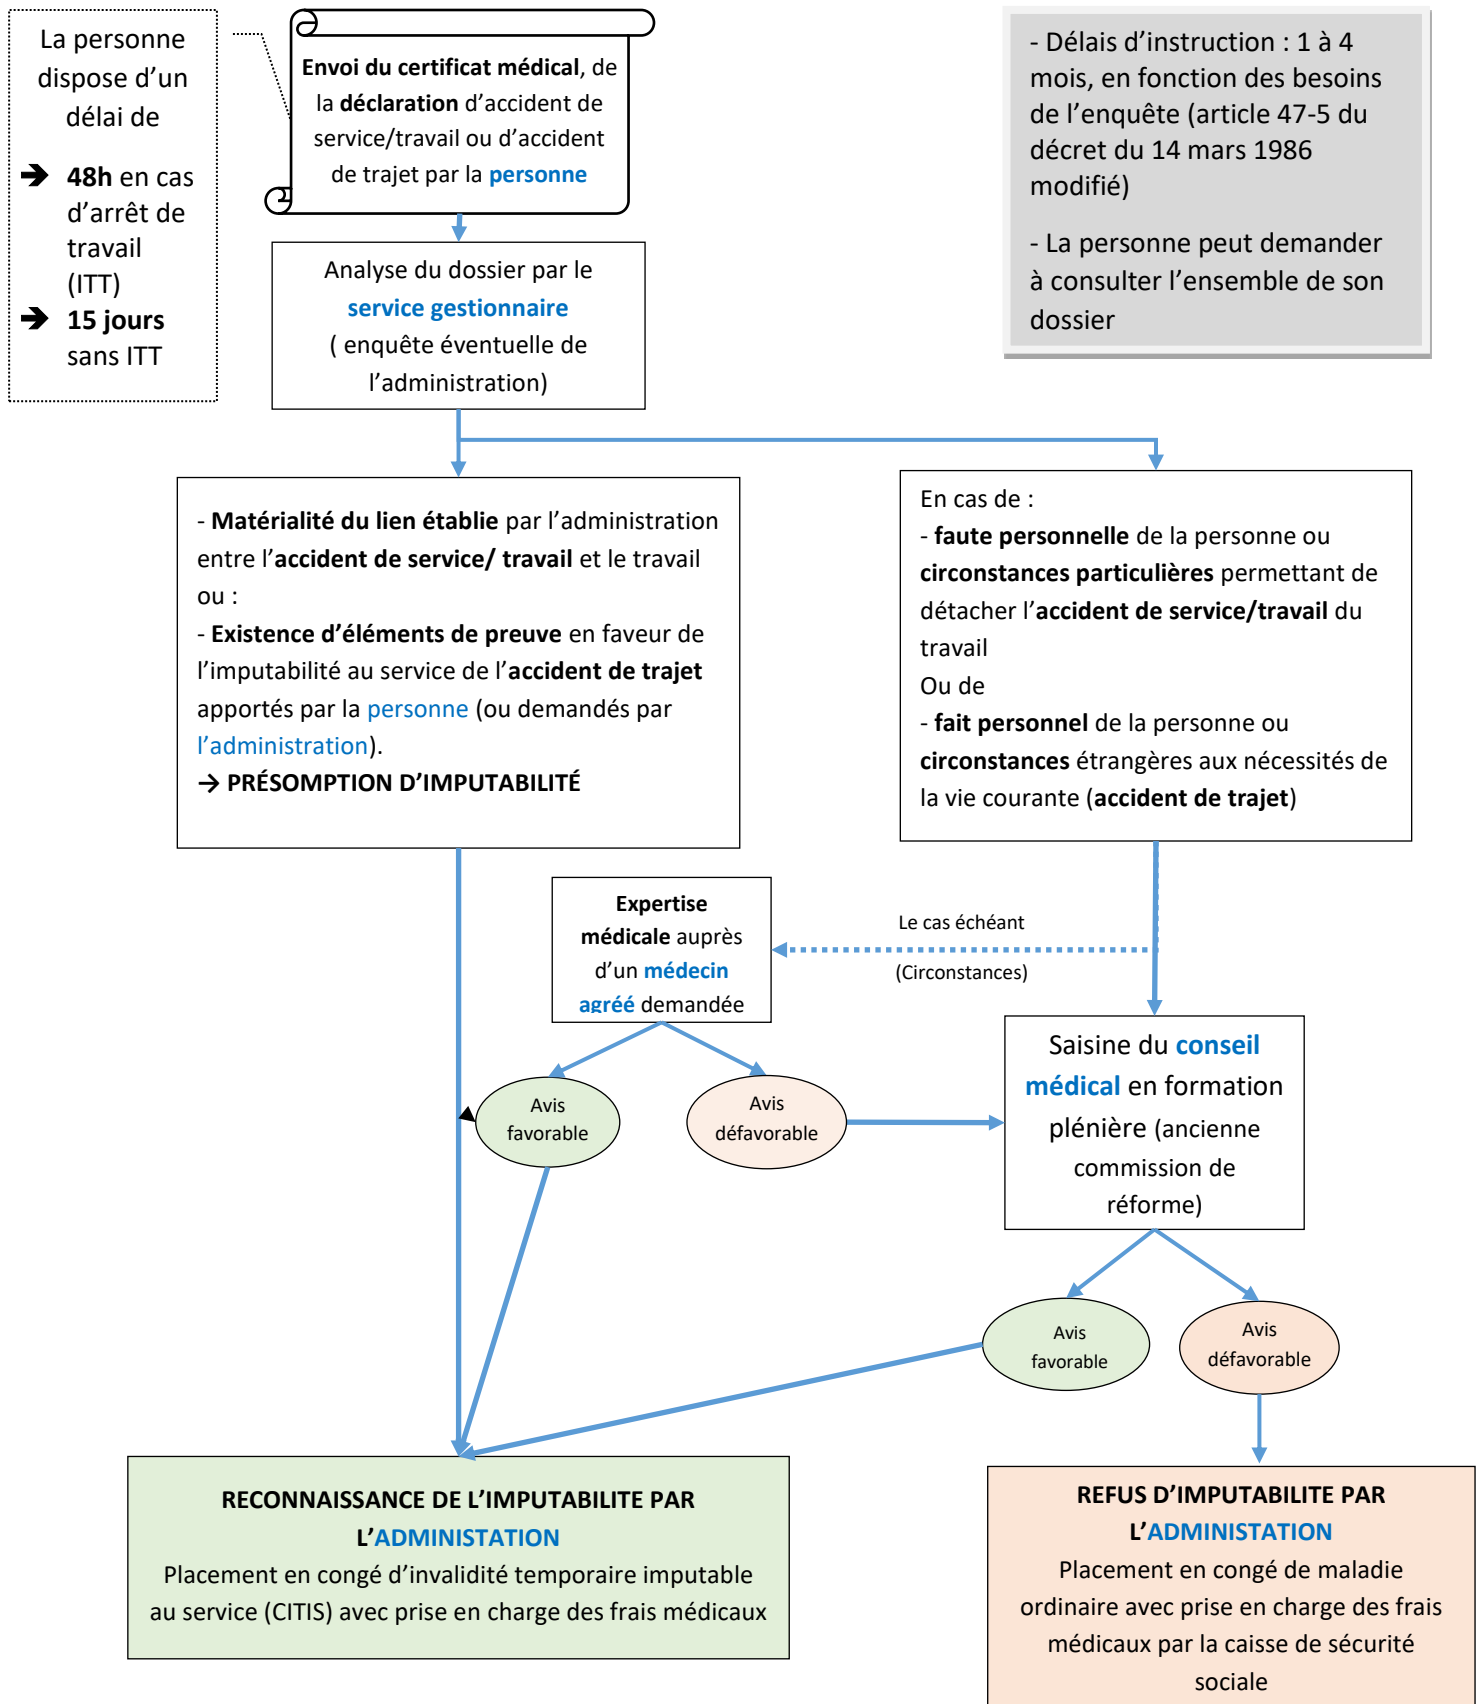 La personne
dispose d’un
délai de
➔ 48h en cas
d’arrêt de
travail
(ITT)
➔ 15 jours
sans ITT
Envoi du certificat médical, de
la déclaration d’accident de
service/travail ou d’accident
de trajet par la personne
- Délais d’instruction : 1 à 4
mois, en fonction des besoins
de l’enquête (article 47-5 du
décret du 14 mars 1986
modifié)
- La personne peut demander
à consulter l’ensemble de son
dossier
Analyse du dossier par le
service gestionnaire
( enquête éventuelle de
l’administration)
- Matérialité du lien établie par l’administration
entre l’accident de service/ travail et le travail
ou :
- Existence d’éléments de preuve en faveur de
l’imputabilité au service de l’accident de trajet
apportés par la personne (ou demandés par
l’administration).
→ PRÉSOMPTION D’IMPUTABILITÉ
En cas de :
- faute personnelle de la personne ou
circonstances particulières permettant de
détacher l’accident de service/travail du
travail
Ou de
- fait personnel de la personne ou
circonstances étrangères aux nécessités de
la vie courante (accident de trajet)
Expertise
médicale auprès
d’un médecin
agréé demandée
Le cas échéant
(Circonstances)
Avis
favorable
Avis
défavorable
Saisine du conseil
médical en formation
plénière (ancienne
commission de
réforme)
Avis
favorable
Avis
défavorable
RECONNAISSANCE DE L’IMPUTABILITE PAR
L’ADMINISTATION
Placement en congé d’invalidité temporaire imputable
au service (CITIS) avec prise en charge des frais médicaux
REFUS D’IMPUTABILITE PAR
L’ADMINISTATION
Placement en congé de maladie
ordinaire avec prise en charge des frais
médicaux par la caisse de sécurité
sociale